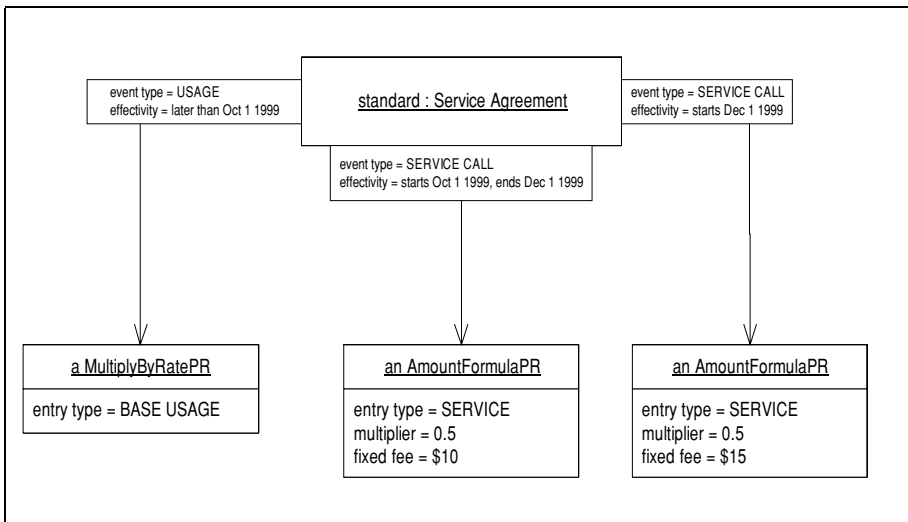 event type = USAGE
effectivity = later than Oct 1 1999
standard : Service Agreement
event type = SERVICE CALL
effectivity = starts Dec 1 1999
event type = SERVICE CALL
effectivity = starts Oct 1 1999, ends Dec 1 1999
a MultiplyByRatePR
entry type = BASE USAGE
an AmountFormulaPR
entry type = SERVICE
multiplier = 0.5
fixed fee = $10
an AmountFormulaPR
entry type = SERVICE
multiplier = 0.5
fixed fee = $15